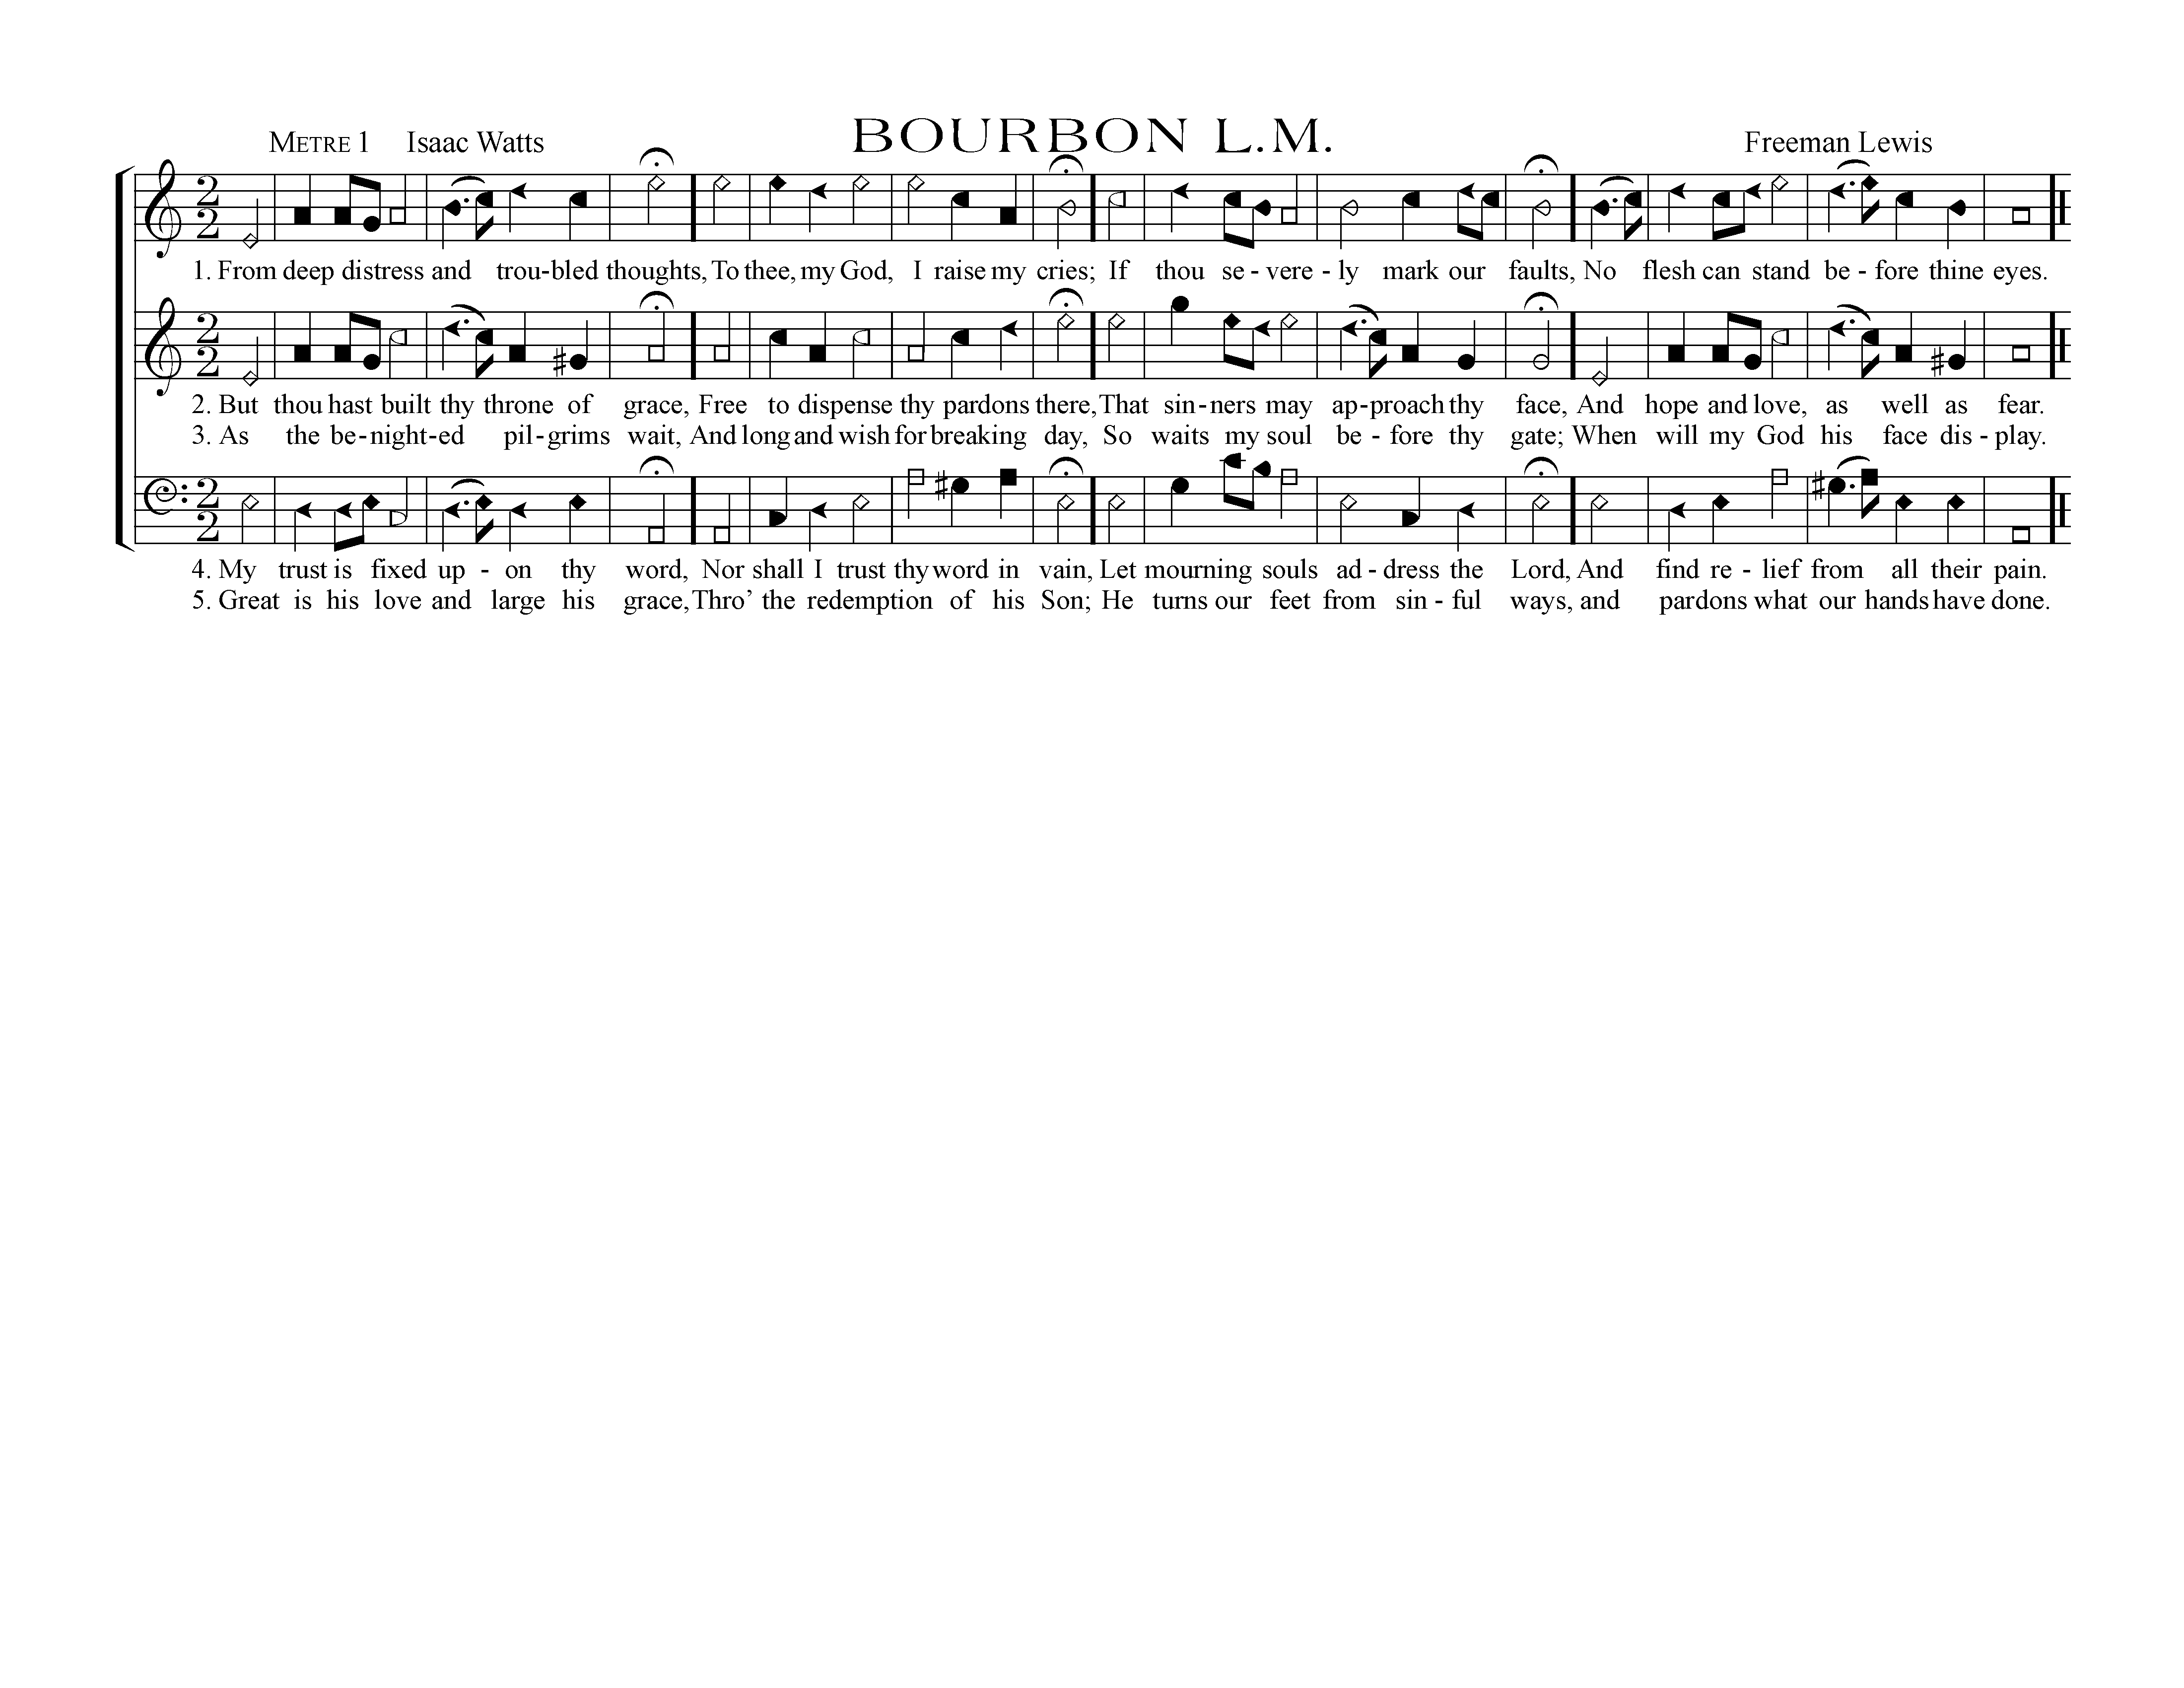 BOURBON L.M.
METRE 1 Isaac Watts Freeman Lewis
1. From deep distress and trou-bled thoughts, To thee, my God, I raise my cries; If thou se - vere - ly mark our faults, No flesh can stand be - fore thine eyes.
2. But thou hast built thy throne of grace, Free to dispense thy pardons there, That sin-ners may ap-proach thy face, And hope and love, as well as fear.
3. As the be-night-ed pil-grims wait, And long and wish for breaking day, So waits my soul be - fore thy gate; When will my God his face dis - play.
4. My trust is fixed up - on thy word, Nor shall I trust thy word in vain, Let mourning souls ad - dress the Lord, And find re - lief from all their pain.
5. Great is his love and large his grace, Thro’ the redemption of his Son; He turns our feet from sin - ful ways, and pardons what our hands have done.